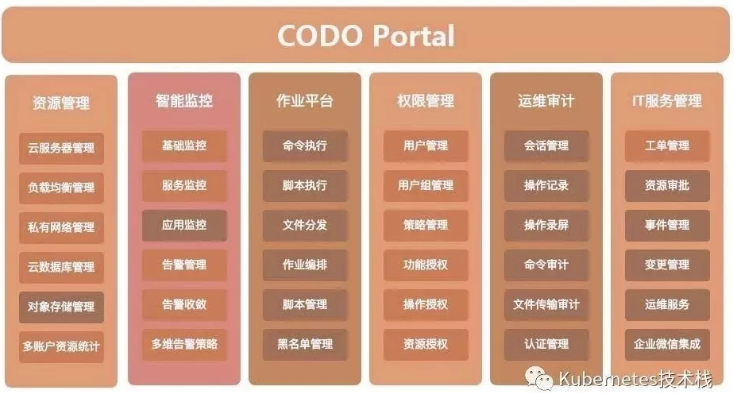 CODO Portal
资源管理
云服务器管理
负载均衡管理
私有网络管理
云数据库管理
对象存储管理
多账户资源统计
智能监控
基础监控
服务监控
应用监控
告警管理
告警收敛
多维告警策略
作业平台
命令执行
脚本执行
文件分发
作业编排
脚本管理
黑名单管理
权限管理
用户管理
用户组管理
策略管理
功能授权
操作授权
资源授权
运维审计
会话管理
操作记录
操作录屏
命令审计
文件传输审计
认证管理
IT服务管理
工单管理
资源审批
事件管理
变更管理
运维服务
企业微信集成
Kubernetes技术栈